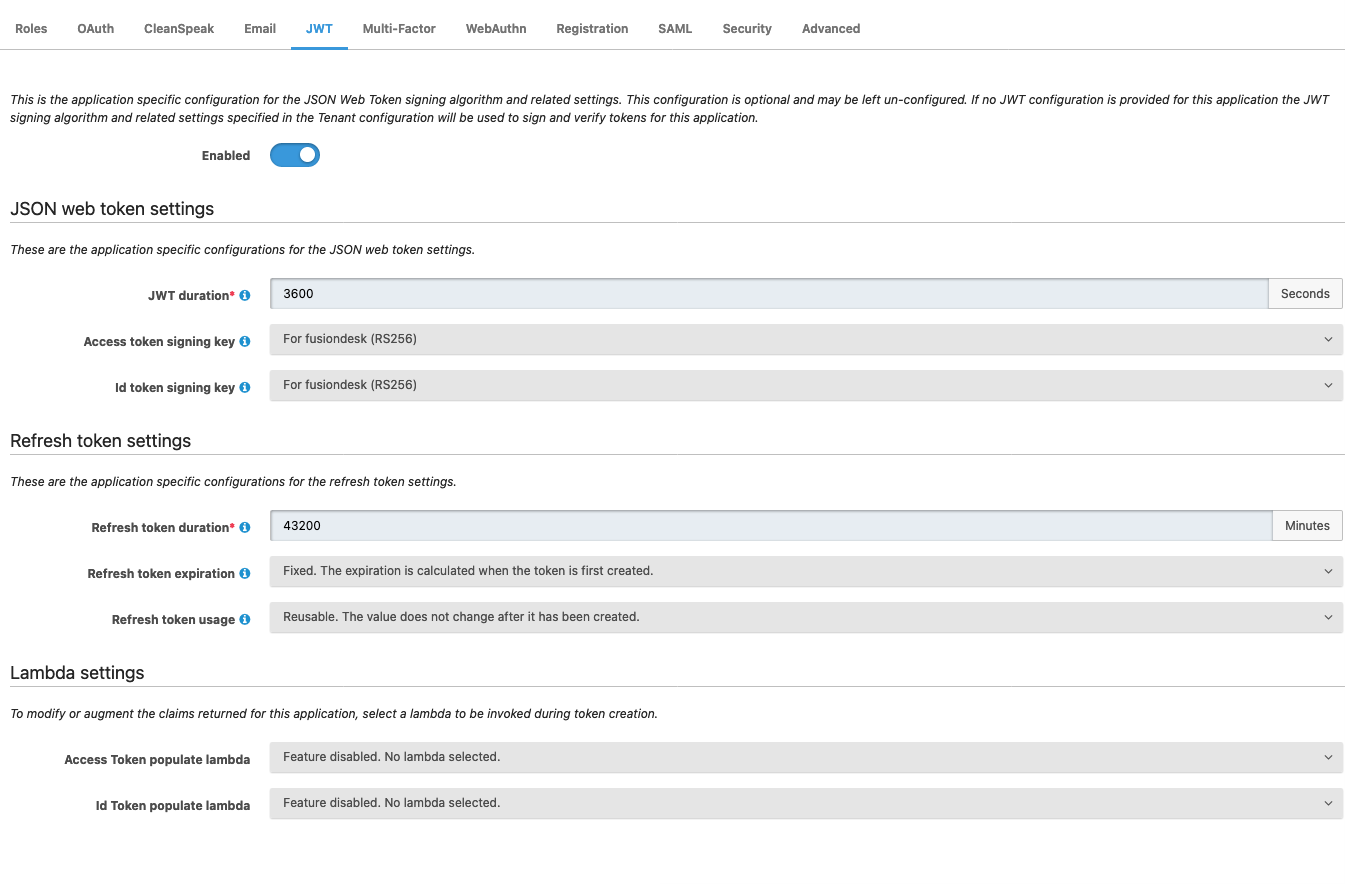 Roles OAuth CleanSpeak Email JWT Multi-Factor WebAuthn Registration SAML Security Advanced
This is the application specific configuration for the JSON Web Token signing algorithm and related settings. This configuration is optional and may be left un-configured. If no JWT configuration is provided for this application the JWT
signing algorithm and related settings specified in the Tenant configuration will be used to sign and verify tokens for this application.
Enabled
JSON web token settings
These are the application specific configurations for the JSON web token settings.
JWT duration* 3600 Seconds
Access token signing key For fusiondesk (RS256)
Id token signing key For fusiondesk (RS256)
Refresh token settings
These are the application specific configurations for the refresh token settings.
Refresh token duration* 43200 Minutes
Refresh token expiration Fixed. The expiration is calculated when the token is first created.
Refresh token usage Reusable. The value does not change after it has been created.
Lambda settings
To modify or augment the claims returned for this application, select a lambda to be invoked during token creation.
Access Token populate lambda Feature disabled. No lambda selected.
Id Token populate lambda Feature disabled. No lambda selected.